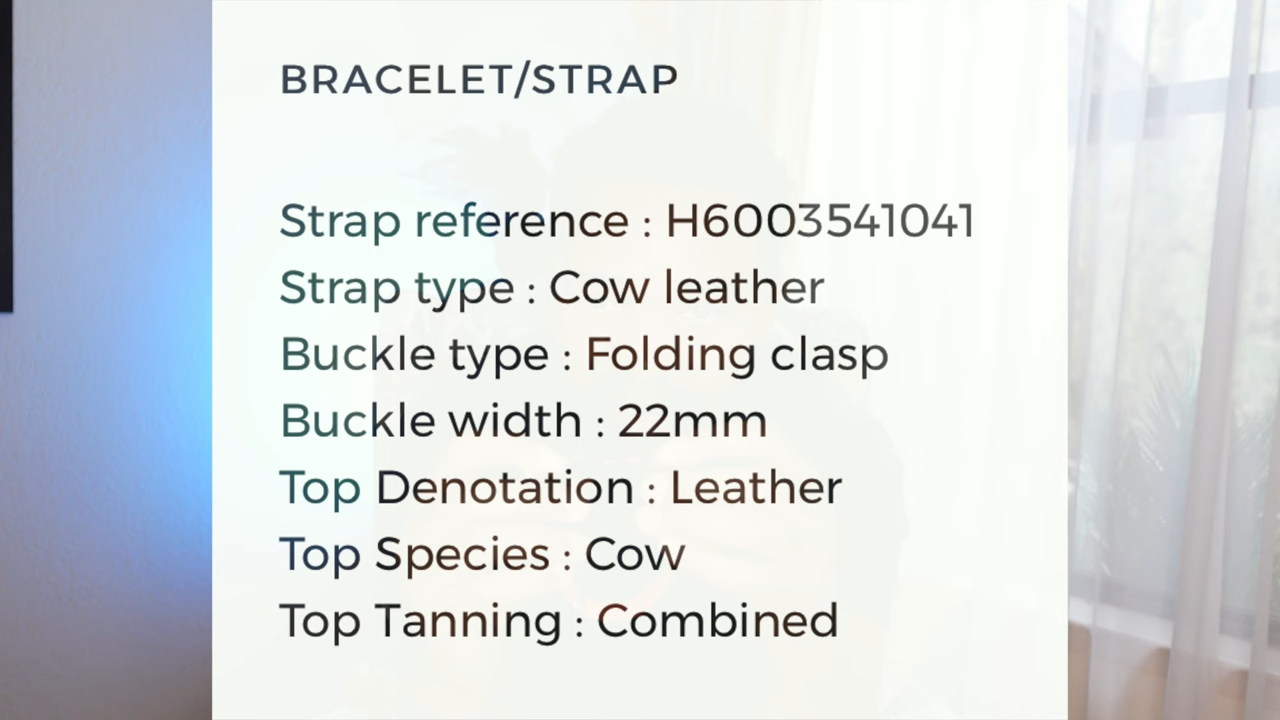 BRACELET/STRAP
Strap reference : H6003541041
Strap type : Cow leather
Buckle type : Folding clasp
Buckle width : 22mm
Top Denotation : Leather
Top Species : Cow
Top Tanning : Combined